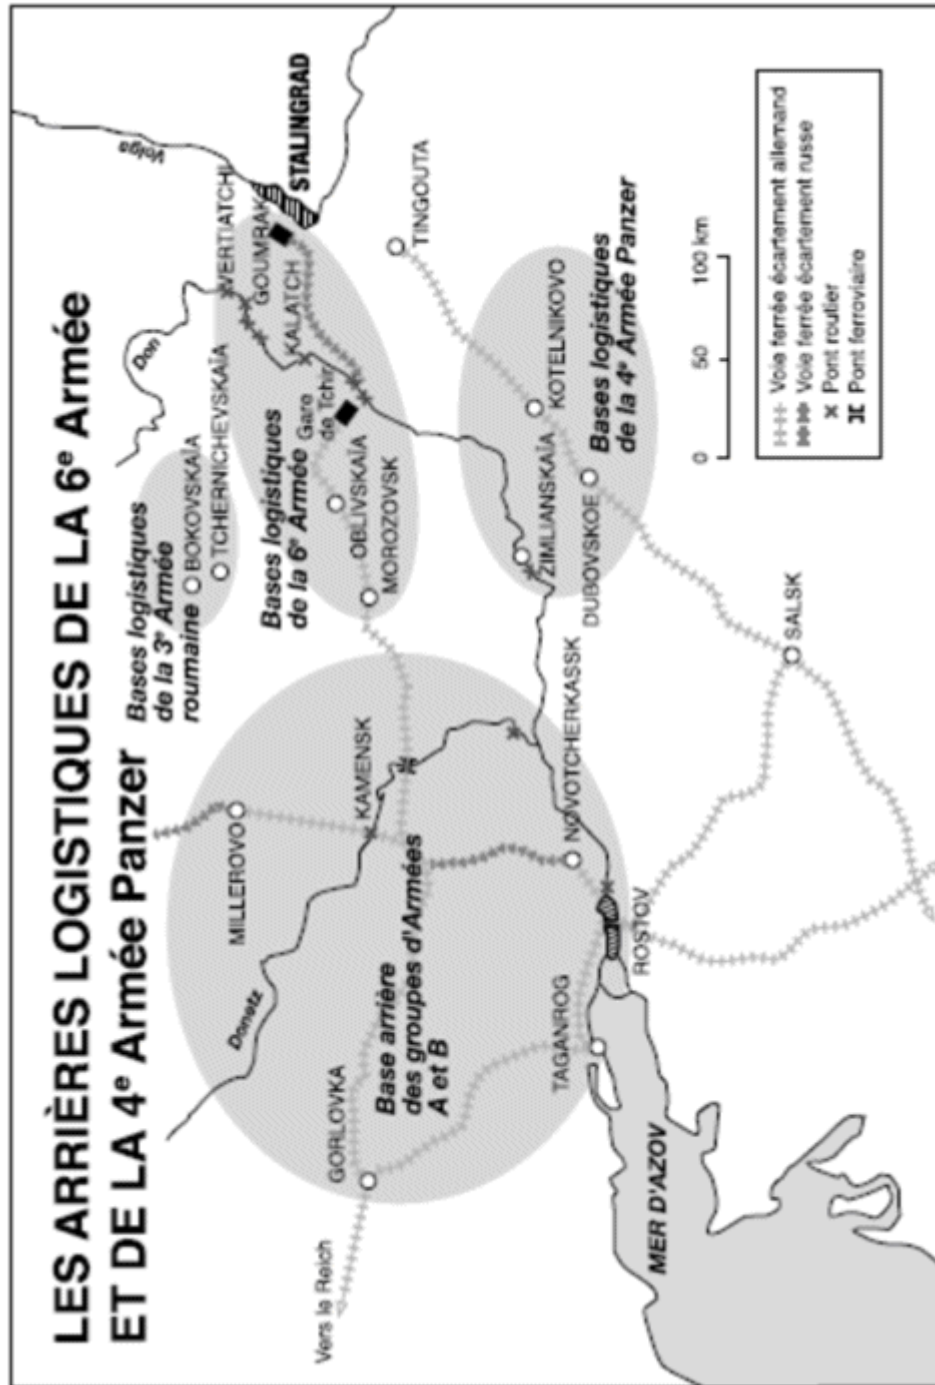 LES ARRIÈRES LOGISTIQUES DE LA 6e Armée
ET DE LA 4e Armée Panzer
Bases logistiques
de la 3e Armée
roumaine
BOKOVSKAÏA
TCHERNICHEVSKAÏA
Don
Volga
VERTIATCHI
GOUMRAK
STALINGRAD
KALATCH
Bases logistiques
de la 6e Armée
Gare
de Tchir
OBLIVSKAÏA
MOROZOVSK
TINGOUTA
MILLEROVO
KAMENSK
Donetz
Vers le Reich
GORLOVKA
Base arrière
des groupes d'Armées
A et B
KOTELNIKOVO
ZIMLIANSKAÏA
DUBOVSKOE
Bases logistiques
de la 4e Armée Panzer
NOVOTCHERKASSK
TAGANROG
ROSTOV
SALSK
MER D'AZOV
0 50 100 km
Voie ferrée écartement allemand
Voie ferrée écartement russe
Pont routier
Pont ferroviaire